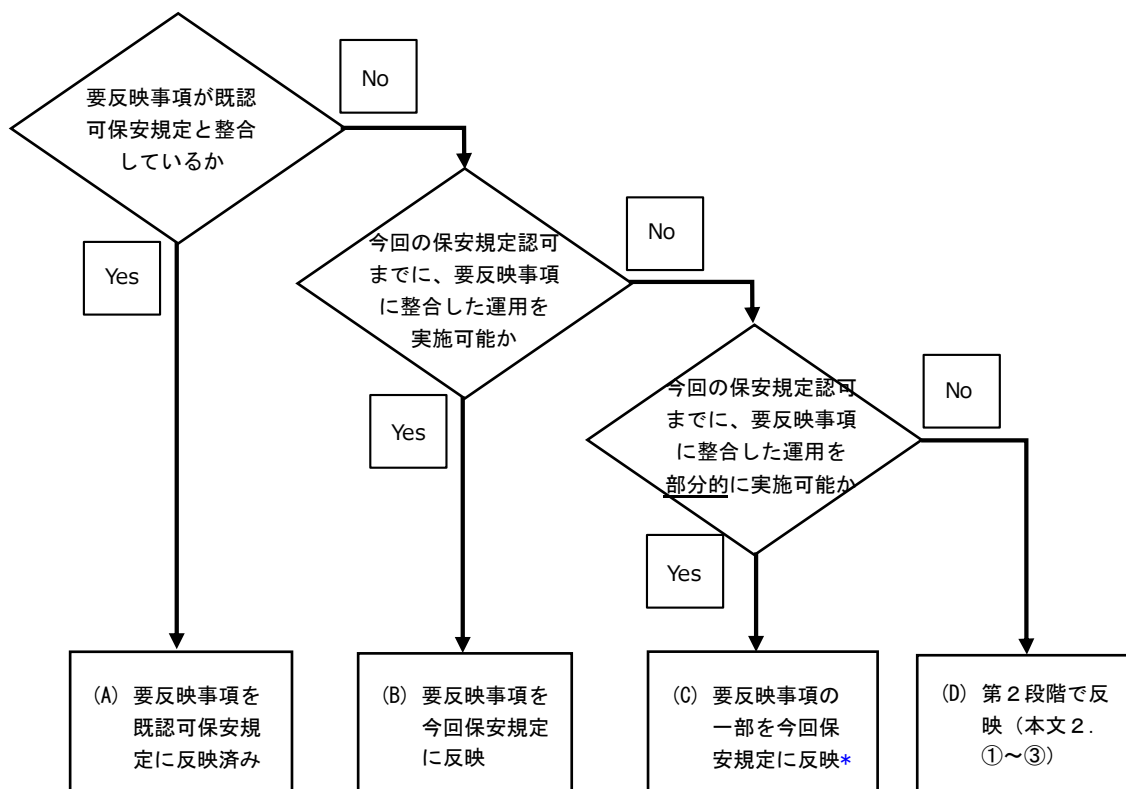 要反映事項が既認
可保安規定と整合
しているか
No
Yes
今回の保安規定認可
までに、要反映事項
に整合した運用を
実施可能か
No
Yes
今回の保安規定認可
までに、要反映事項
に整合した運用を
部分的に実施可能か
No
Yes
(A) 要反映事項を
既認可保安規
定に反映済み
(B) 要反映事項を
今回保安規定
に反映
(C) 要反映事項の
一部を今回保
安規定に反映*
(D) 第２段階で反
映（本文２．
①～③）